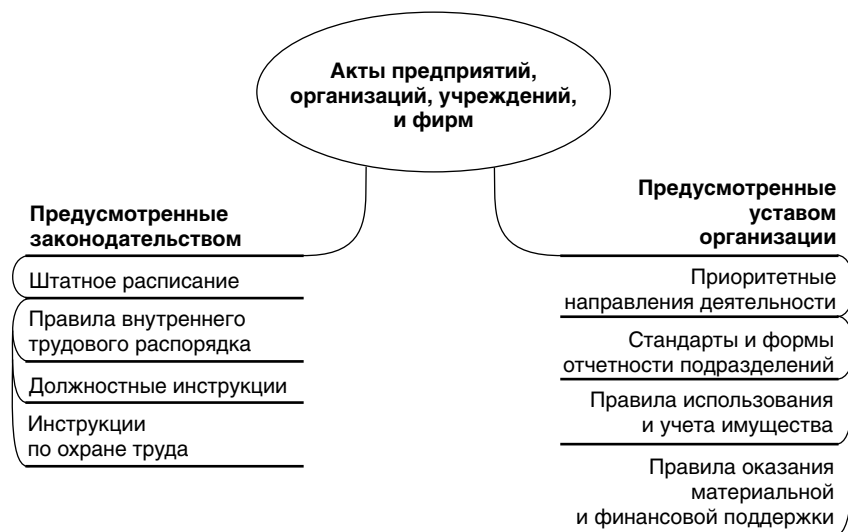 Акты предприятий,
организаций, учреждений,
и фирм
Предусмотренные
законодательством
Штатное расписание
Правила внутреннего
трудового распорядка
Должностные инструкции
Инструкции
по охране труда
Предусмотренные
уставом
организации
Приоритетные
направления деятельности
Стандарты и формы
отчетности подразделений
Правила использования
и учета имущества
Правила оказания
материальной
и финансовой поддержки